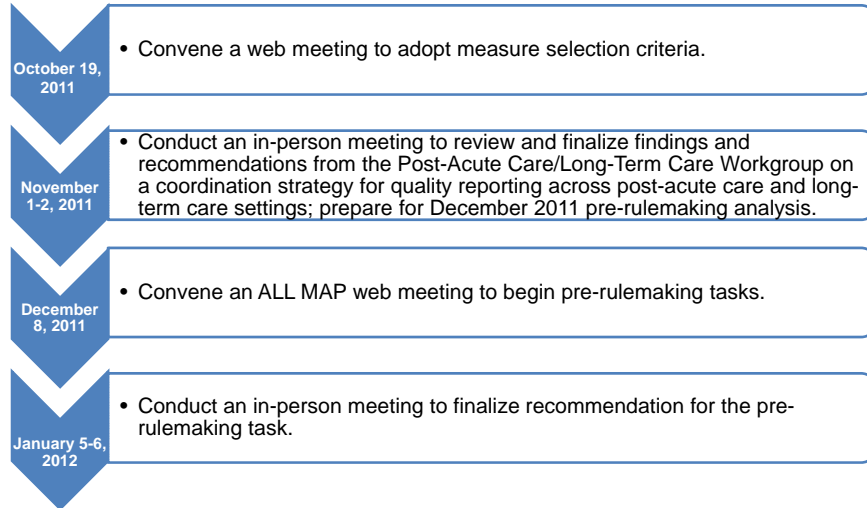 October 19,
2011
• Convene a web meeting to adopt measure selection criteria.
November
1-2, 2011
• Conduct an in-person meeting to review and finalize findings and
recommendations from the Post-Acute Care/Long-Term Care Workgroup on
a coordination strategy for quality reporting across post-acute care and long-
term care settings; prepare for December 2011 pre-rulemaking analysis.
December
8, 2011
• Convene an ALL MAP web meeting to begin pre-rulemaking tasks.
January 5-6,
2012
• Conduct an in-person meeting to finalize recommendation for the pre-
rulemaking task.